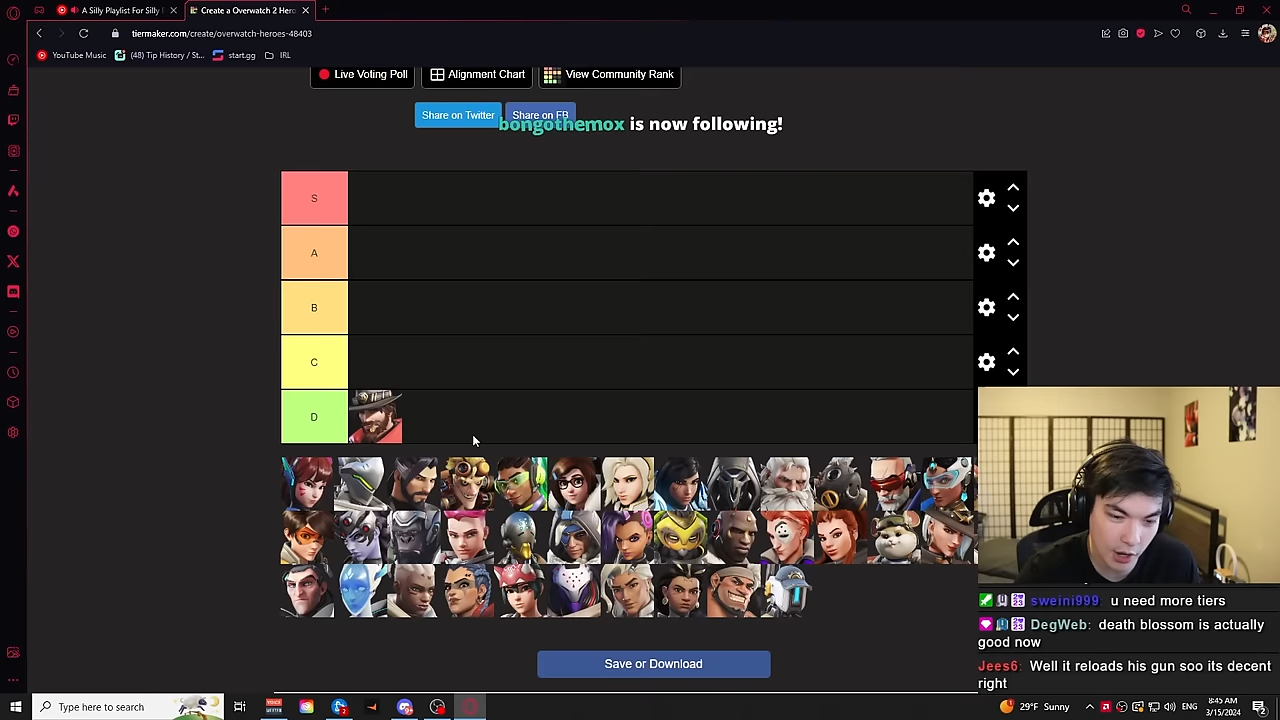 A Silly Playlist For Silly
Create a Overwatch 2 Hero
tiermaker.com/create/overwatch-heroes-48403
YouTube Music
(48) Tip History / St...
start.gg
IRL
Live Voting Poll
Alignment Chart
View Community Rank
Share on Twitter
Share on FB
bongothemox is now following!
S
A
B
C
D
sweini999 u need more tiers
DegWeb: death blossom is actually
good now
Jees6: Well it reloads his gun soo its decent
right
Save or Download
Type here to search
29°F Sunny
ENG
8:45 AM
3/15/2024